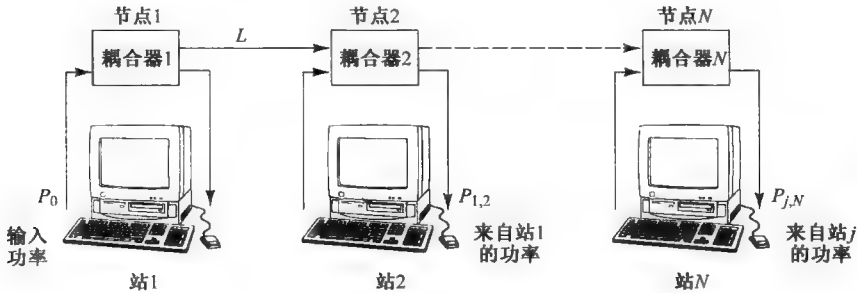 节点1
节点2
节点N
耦合器1
L
耦合器2
耦合器N
P0
P1,2
Pj,N
输入
功率
来自站1
的功率
来自站j
的功率
站1
站2
站N